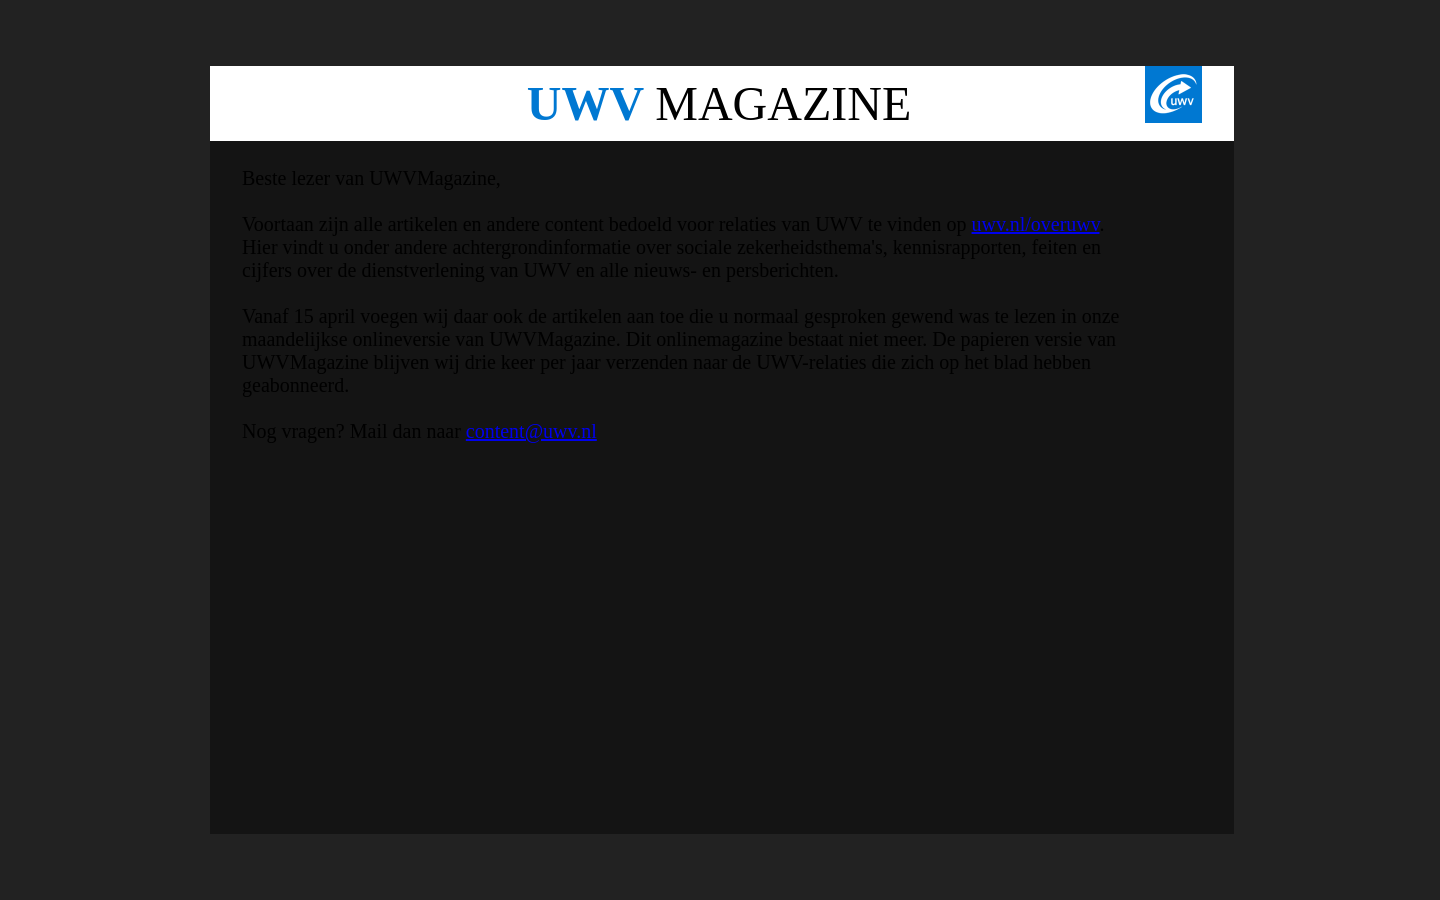 UWV MAGAZINE
uwv
Beste lezer van UWVMagazine,
Voortaan zijn alle artikelen en andere content bedoeld voor relaties van UWV te vinden op uwv.nl/overuwv.
Hier vindt u onder andere achtergrondinformatie over sociale zekerheidsthema's, kennisrapporten, feiten en
cijfers over de dienstverlening van UWV en alle nieuws- en persberichten.
Vanaf 15 april voegen wij daar ook de artikelen aan toe die u normaal gesproken gewend was te lezen in onze
maandelijkse onlineversie van UWVMagazine. Dit onlinemagazine bestaat niet meer. De papieren versie van
UWVMagazine blijven wij drie keer per jaar verzenden naar de UWV-relaties die zich op het blad hebben
geabonneerd.
Nog vragen? Mail dan naar content@uwv.nl